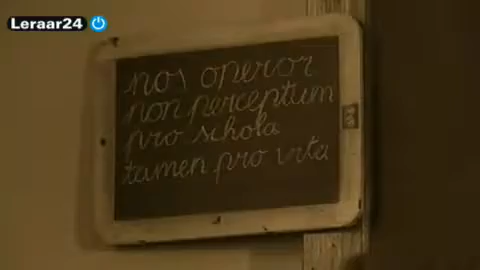 Leraar24
nos operor
non perceptum
pro schola
tamen pro vita